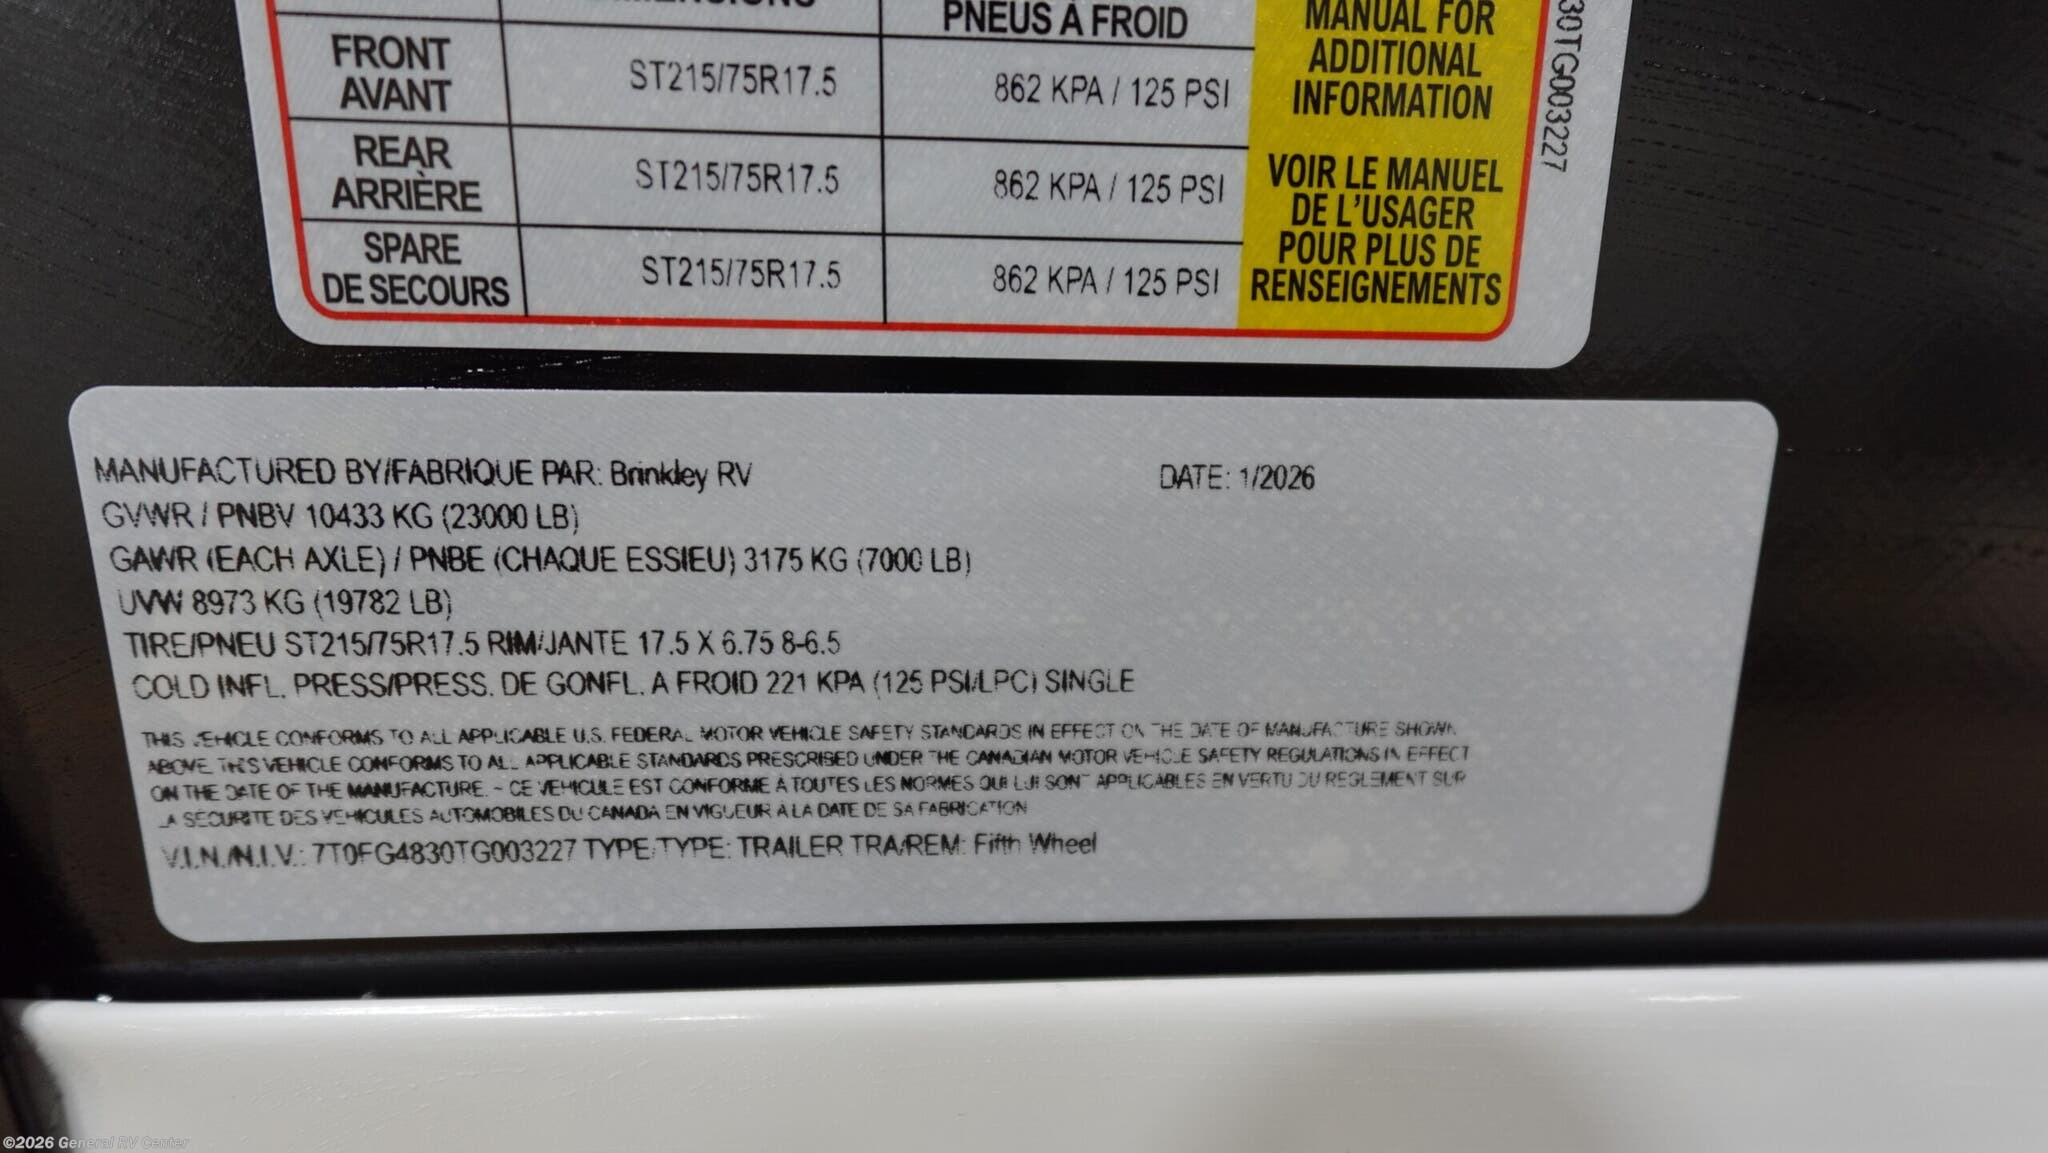 PNEUS À FROID
FRONT
AVANT
ST215/75R17.5
862 KPA / 125 PSI
REAR
ARRIÈRE
ST215/75R17.5
862 KPA / 125 PSI
SPARE
DE SECOURS
ST215/75R17.5
862 KPA / 125 PSI
MANUAL FOR
ADDITIONAL
INFORMATION
VOIR LE MANUEL
DE L'USAGER
POUR PLUS DE
RENSEIGNEMENTS
30TG003227
MANUFACTURED BY/FABRIQUE PAR: Brinkley RV DATE: 1/2026
GVWR / PNBV 10433 KG (23000 LB)
GAWR (EACH AXLE) / PNBE (CHAQUE ESSIEU) 3175 KG (7000 LB)
UVW 8973 KG (19782 LB)
TIRE/PNEU ST215/75R17.5 RIM/JANTE 17.5 X 6.75 8-6.5
COLD INFL. PRESS/PRESS. DE GONFL. A FROID 221 KPA (125 PSI/LPC) SINGLE
THIS VEHICLE CONFORMS TO ALL APPLICABLE U.S. FEDERAL MOTOR VEHICLE SAFETY STANDARDS IN EFFECT ON THE DATE OF MANUFACTURE SHOWN
ABOVE. THIS VEHICLE CONFORMS TO ALL APPLICABLE STANDARDS PRESCRIBED UNDER THE CANADIAN MOTOR VEHICLE SAFETY REGULATIONS IN EFFECT
ON THE DATE OF THE MANUFACTURE. - CE VEHICULE EST CONFORME À TOUTES LES NORMES QUI LUI SONT APPLICABLES EN VERTU DU REGLEMENT SUR
LA SECURITE DES VEHICULES AUTOMOBILES DU CANADA EN VIGUEUR À LA DATE DE SA FABRICATION
V.I.N./N.I.V.: 7T0FG4830TG003227 TYPE/TYPE: TRAILER TRA/REM: Fifth Wheel
©2026 General RV Center